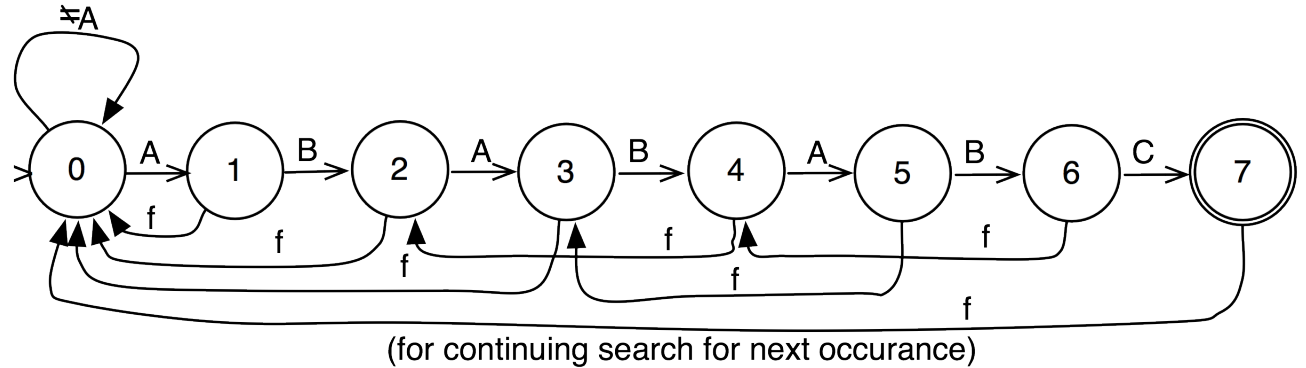 ≠A
0 A 1 B 2 A 3 B 4 A 5 B 6 C 7
f f f f f f f
(for continuing search for next occurance)